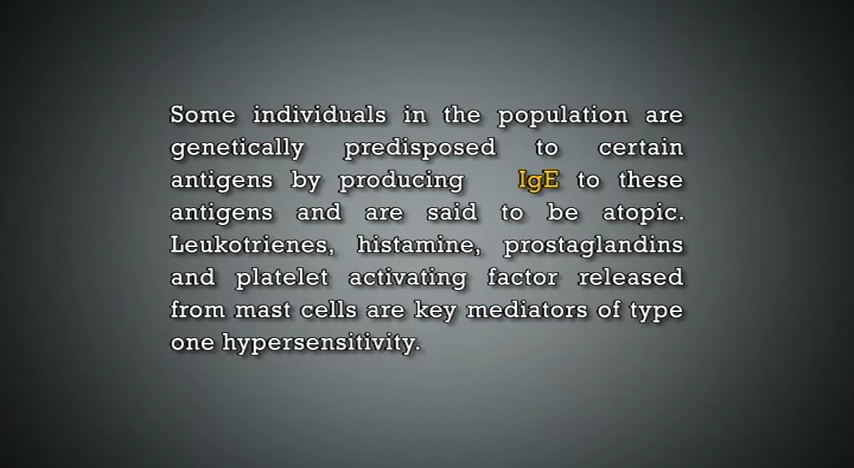 Some individuals in the population are
genetically predisposed to certain
antigens by producing IgE to these
antigens and are said to be atopic.
Leukotrienes, histamine, prostaglandins
and platelet activating factor released
from mast cells are key mediators of type
one hypersensitivity.